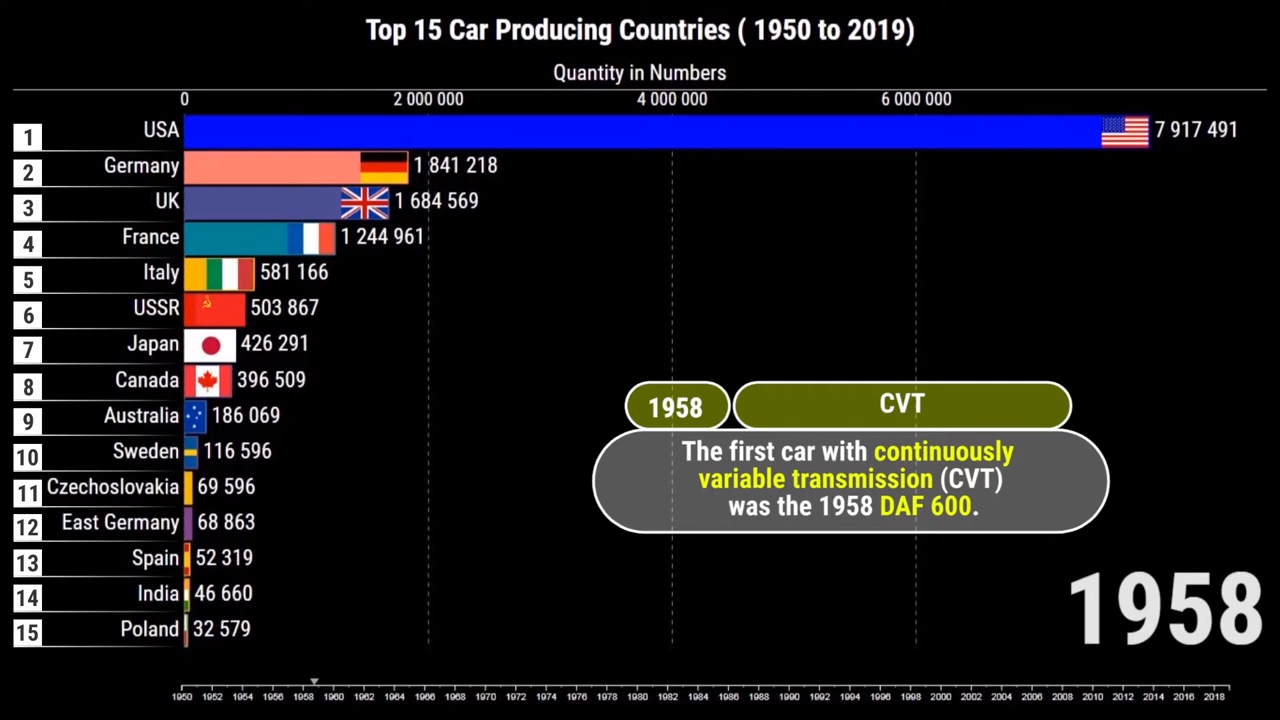 Top 15 Car Producing Countries ( 1950 to 2019)
Quantity in Numbers
0 2 000 000 4 000 000 6 000 000
1 USA 7 917 491
2 Germany 1 841 218
3 UK 1 684 569
4 France 1 244 961
5 Italy 581 166
6 USSR 503 867
7 Japan 426 291
8 Canada 396 509
9 Australia 186 069
10 Sweden 116 596
11 Czechoslovakia 69 596
12 East Germany 68 863
13 Spain 52 319
14 India 46 660
15 Poland 32 579
1958 CVT
The first car with continuously
variable transmission (CVT)
was the 1958 DAF 600.
1958
1950 1952 1954 1956 1958 1960 1962 1964 1966 1968 1970 1972 1974 1976 1978 1980 1982 1984 1986 1988 1990 1992 1994 1996 1998 2000 2002 2004 2006 2008 2010 2012 2014 2016 2018